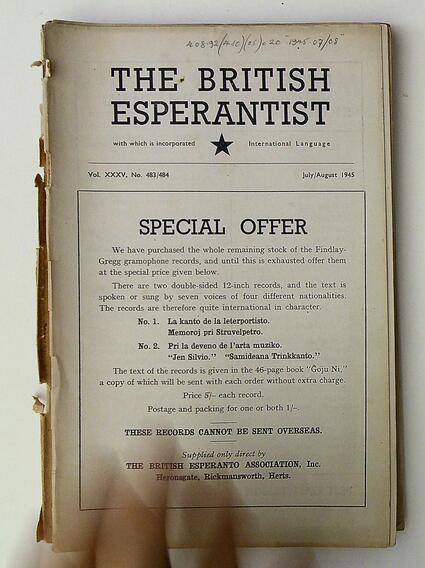 408.92(410)(05)020 "1945.07/08"
THE BRITISH
ESPERANTIST
with which is incorporated ★ International Language
Vol. XXXV, No. 483/484 July/August 1945
SPECIAL OFFER
We have purchased the whole remaining stock of the Findlay-
Gregg gramophone records, and until this is exhausted offer them
at the special price given below.
There are two double-sided 12-inch records, and the text is
spoken or sung by seven voices of four different nationalities.
The records are therefore quite international in character.
No. 1. La kanto de la leterportisto.
Memoroj pri Struvelpetro.
No. 2. Pri la deveno de l'arta muziko.
"Jen Silvio." "Samideana Trinkkanto."
The text of the records is given in the 46-page book "Ĝoju Ni,"
a copy of which will be sent with each order without extra charge.
Price 5/- each record.
Postage and packing for one or both 1/-.
THESE RECORDS CANNOT BE SENT OVERSEAS.
Supplied only direct by
THE BRITISH ESPERANTO ASSOCIATION, Inc.
Heronsgate, Rickmansworth, Herts.